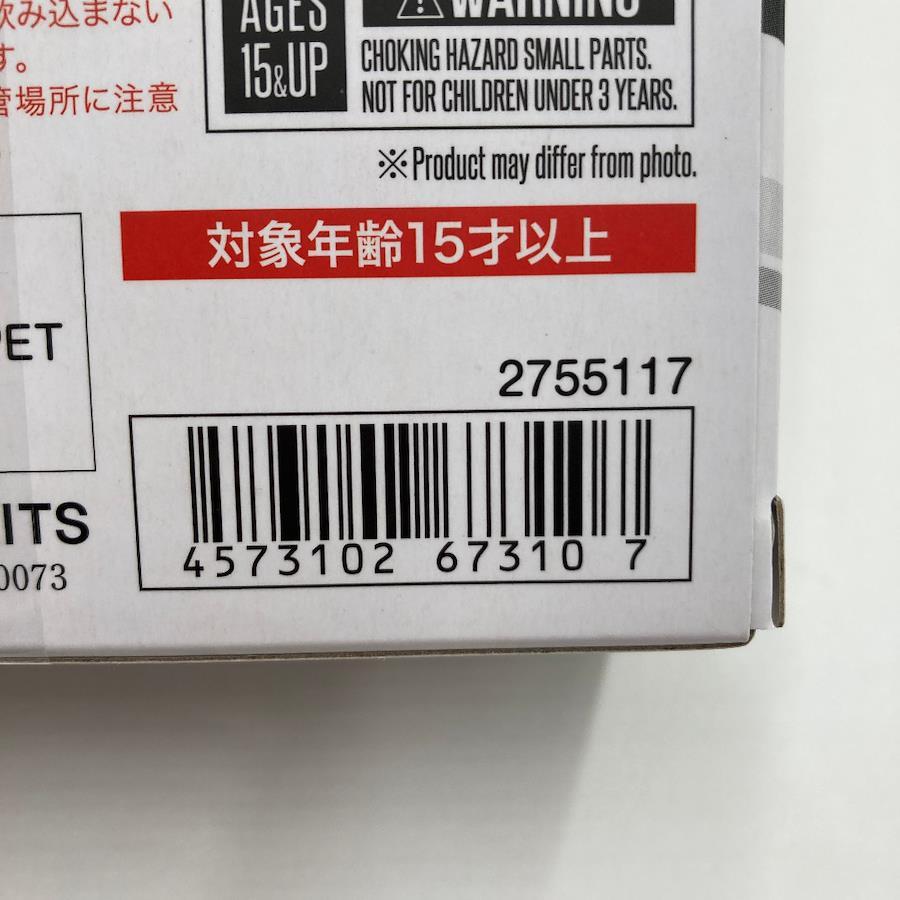 飲み込まない
す。
管場所に注意
AGES
15&UP
WARNING
CHOKING HAZARD SMALL PARTS.
NOT FOR CHILDREN UNDER 3 YEARS.
※Product may differ from photo.
対象年齢15才以上
PET
2755117
4573102 67310 7
ITS
0073